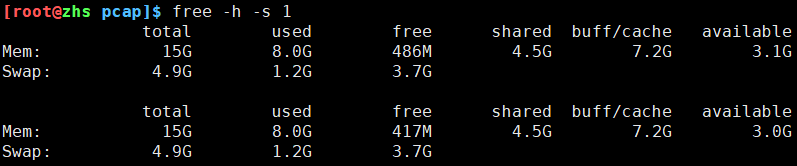 [root@zhs pcap]$ free -h -s 1
              total        used        free      shared  buff/cache   available
Mem:            15G        8.0G        486M        4.5G        7.2G        3.1G
Swap:          4.9G        1.2G        3.7G
              total        used        free      shared  buff/cache   available
Mem:            15G        8.0G        417M        4.5G        7.2G        3.0G
Swap:          4.9G        1.2G        3.7G